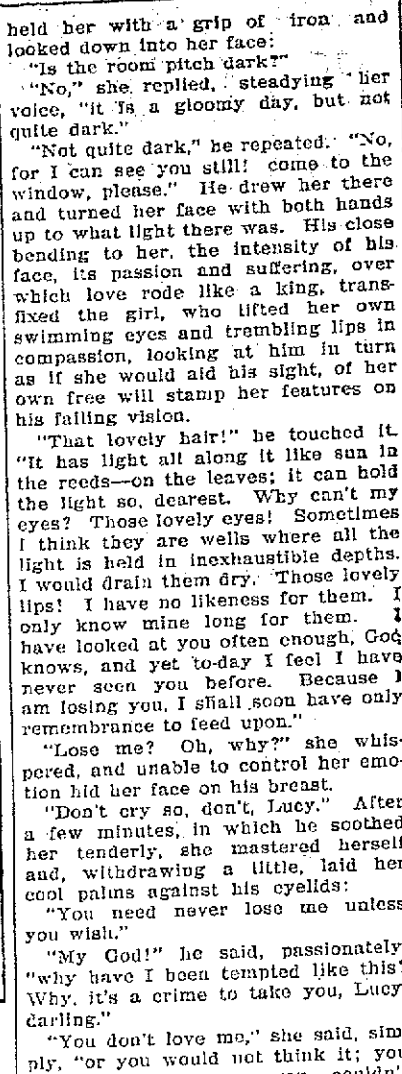 held her with a grip of iron and
looked down into her face:
"Is the room pitch dark?"
"No," she replied, steadying her
voice, "it is a gloomy day, but not
quite dark."
"Not quite dark," he repeated. "No,
for I can see you still! come to the
window, please." He drew her there
and turned her face with both hands
up to what light there was. His close
bending to her, the intensity of his
face, its passion and suffering, over
which love rode like a king, trans-
fixed the girl, who lifted her own
swimming eyes and trembling lips in
compassion, looking at him in turn
as if she would aid his sight, of her
own free will stamp her features on
his failing vision.
"That lovely hair!" he touched it.
"It has light all along it like sun in
the reeds—on the leaves; it can hold
the light so, dearest. Why can't my
eyes? Those lovely eyes! Sometimes
I think they are wells where all the
light is held in inexhaustible depths.
I would drain them dry. Those lovely
lips! I have no likeness for them. I
only know mine long for them. I
have looked at you often enough, God
knows, and yet to-day I feel I have
never seen you before. Because I
am losing you, I shall soon have only
remembrance to feed upon."
"Lose me? Oh, why?" she whis-
pered, and unable to control her emo-
tion hid her face on his breast.
"Don't cry so, don't, Lucy." After
a few minutes, in which he soothed
her tenderly, she mastered herself
and, withdrawing a little, laid her
cool palms against his eyelids:
"You need never lose me unless
you wish."
"My God!" he said, passionately
"why have I been tempted like this?
Why, it's a crime to take you, Lucy
darling."
"You don't love me," she said, sim
ply, "or you would not think it; you